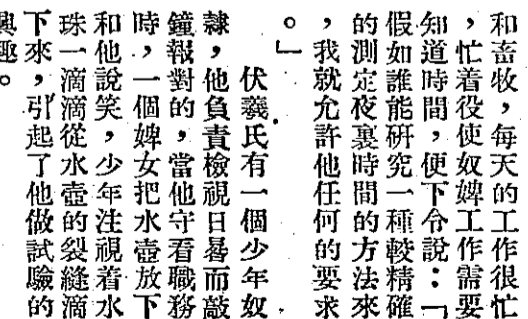 和畜牧，每天的工作很忙
，忙着役使奴婢工作需要
知道時間，便下令說：「
假如誰能研究一種較精確
的測定夜裏時間的方法來
，我就允許他任何的要求
。」
伏羲氏有一個少年奴
隸，他負責檢視日晷而敲
鐘報對的，當他守看職務
時，一個婢女把水壺放下
和他說笑，少年注視着水
珠一滴滴從水壺的裂縫滴
下來，引起了他做試驗的
興趣。